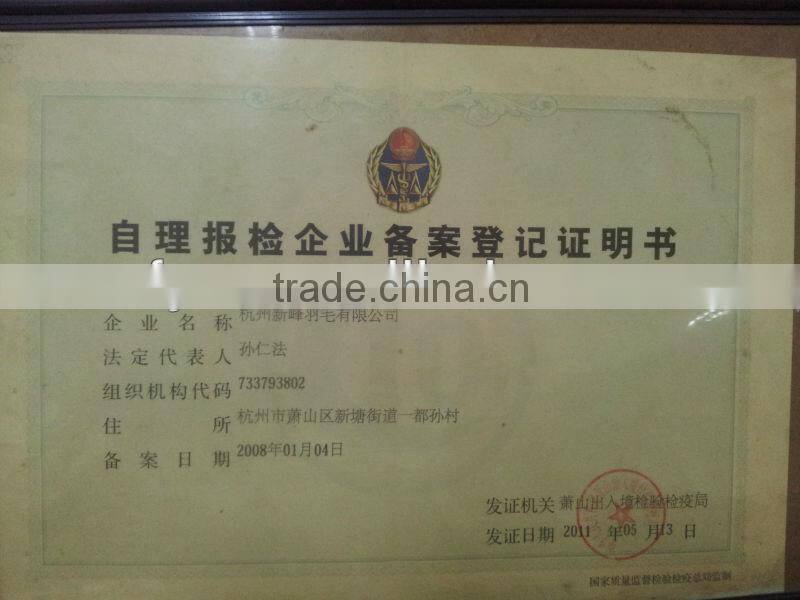 自理报检企业备案登记证明书
trade.china.cn
企业名称 杭州新峰羽毛有限公司
法定代表人 孙仁法
组织机构代码 733793802
住所 杭州市萧山区新塘街道一都孙村
备案日期 2008年01月04日
发证机关 萧山出入境检验检疫局
发证日期 2011 年 05 月 13 日
国家质量监督检验检疫总局监制